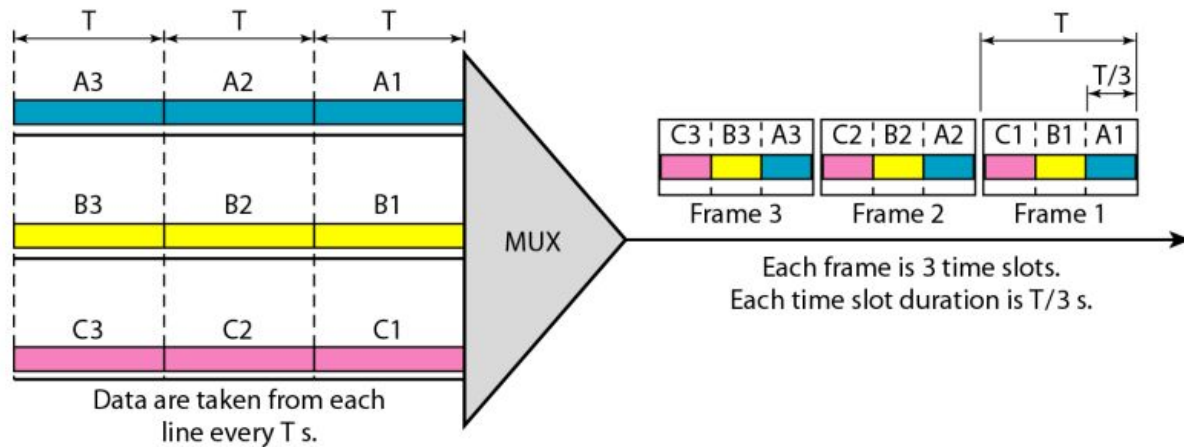 T T T
A3 A2 A1
B3 B2 B1
C3 C2 C1
Data are taken from each
line every T s.
MUX
T
T/3
C3 B3 A3 C2 B2 A2 C1 B1 A1
Frame 3 Frame 2 Frame 1
Each frame is 3 time slots.
Each time slot duration is T/3 s.